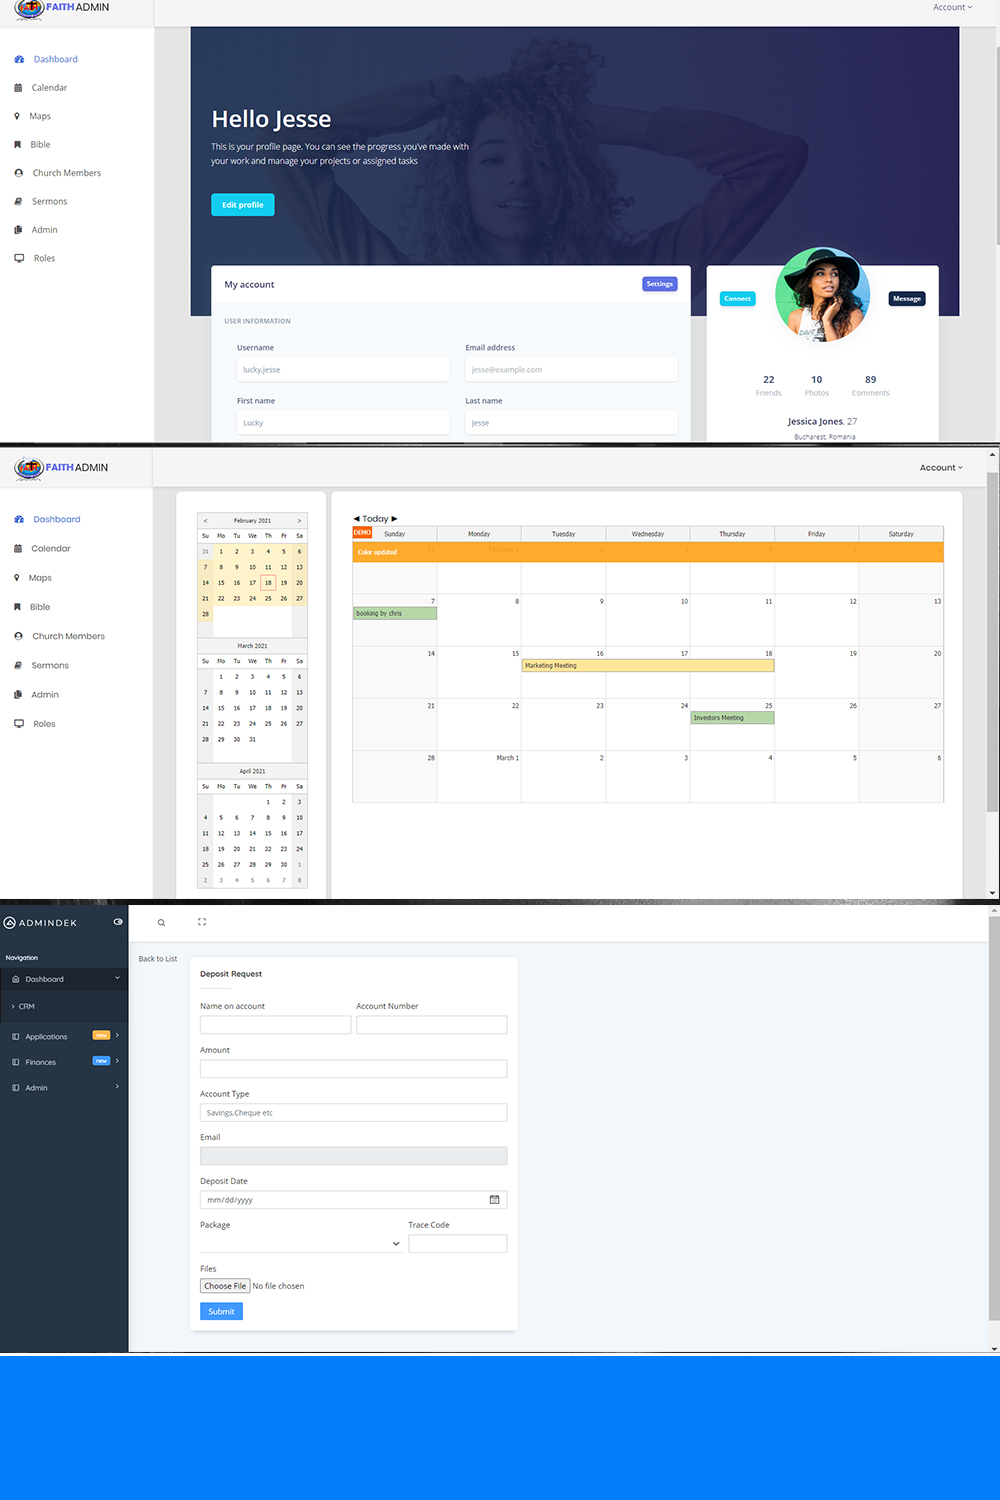 FAITH ADMIN
Account
Dashboard
Calendar
Maps
Bible
Church Members
Sermons
Admin
Roles
Hello Jesse
This is your profile page. You can see the progress you've made with
your work and manage your projects or assigned tasks
Edit profile
My account
Settings
USER INFORMATION
Username
Email address
lucky.jesse
jesse@example.com
First name
Last name
Lucky
Jesse
Connect
Message
22 10 89
Friends Photos Comments
Jessica Jones, 27
Bucharest, Romania
FAITH ADMIN
Account
Dashboard
Calendar
Maps
Bible
Church Members
Sermons
Admin
Roles
< February 2021 >
Su Mo Tu We Th Fr Sa
31 1 2 3 4 5 6
7 8 9 10 11 12 13
14 15 16 17 18 19 20
21 22 23 24 25 26 27
28
March 2021
Su Mo Tu We Th Fr Sa
1 2 3 4 5 6
7 8 9 10 11 12 13
14 15 16 17 18 19 20
21 22 23 24 25 26 27
28 29 30 31
April 2021
Su Mo Tu We Th Fr Sa
1 2 3
4 5 6 7 8 9 10
11 12 13 14 15 16 17
18 19 20 21 22 23 24
25 26 27 28 29 30 1
2 3 4 5 6 7 8
◀ Today ▶
DEMO
Sunday Monday Tuesday Wednesday Thursday Friday Saturday
Color updated
7 8 9 10 11 12 13
booking by chris
14 15 16 17 18 19 20
Marketing Meeting
21 22 23 24 25 26 27
Investors Meeting
28 March 1 2 3 4 5 6
ADMINDEK
Navigation
Dashboard
> CRM
Applications new
Finances new
Admin
Back to List
Deposit Request
Name on account
Account Number
Amount
Account Type
Savings,Cheque etc
Email
Deposit Date
mm/dd/yyyy
Package
Trace Code
Files
Choose File No file chosen
Submit